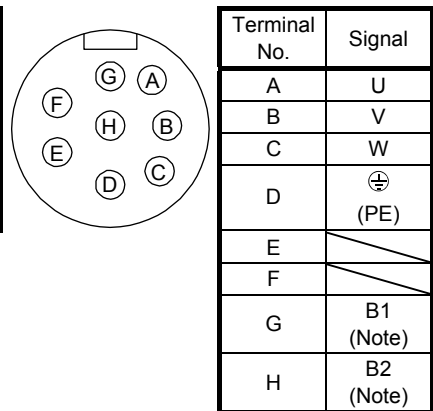 G A
F
H B
E
C
D
Terminal No. Signal
A U
B V
C W
D (PE)
E
F
G B1 (Note)
H B2 (Note)